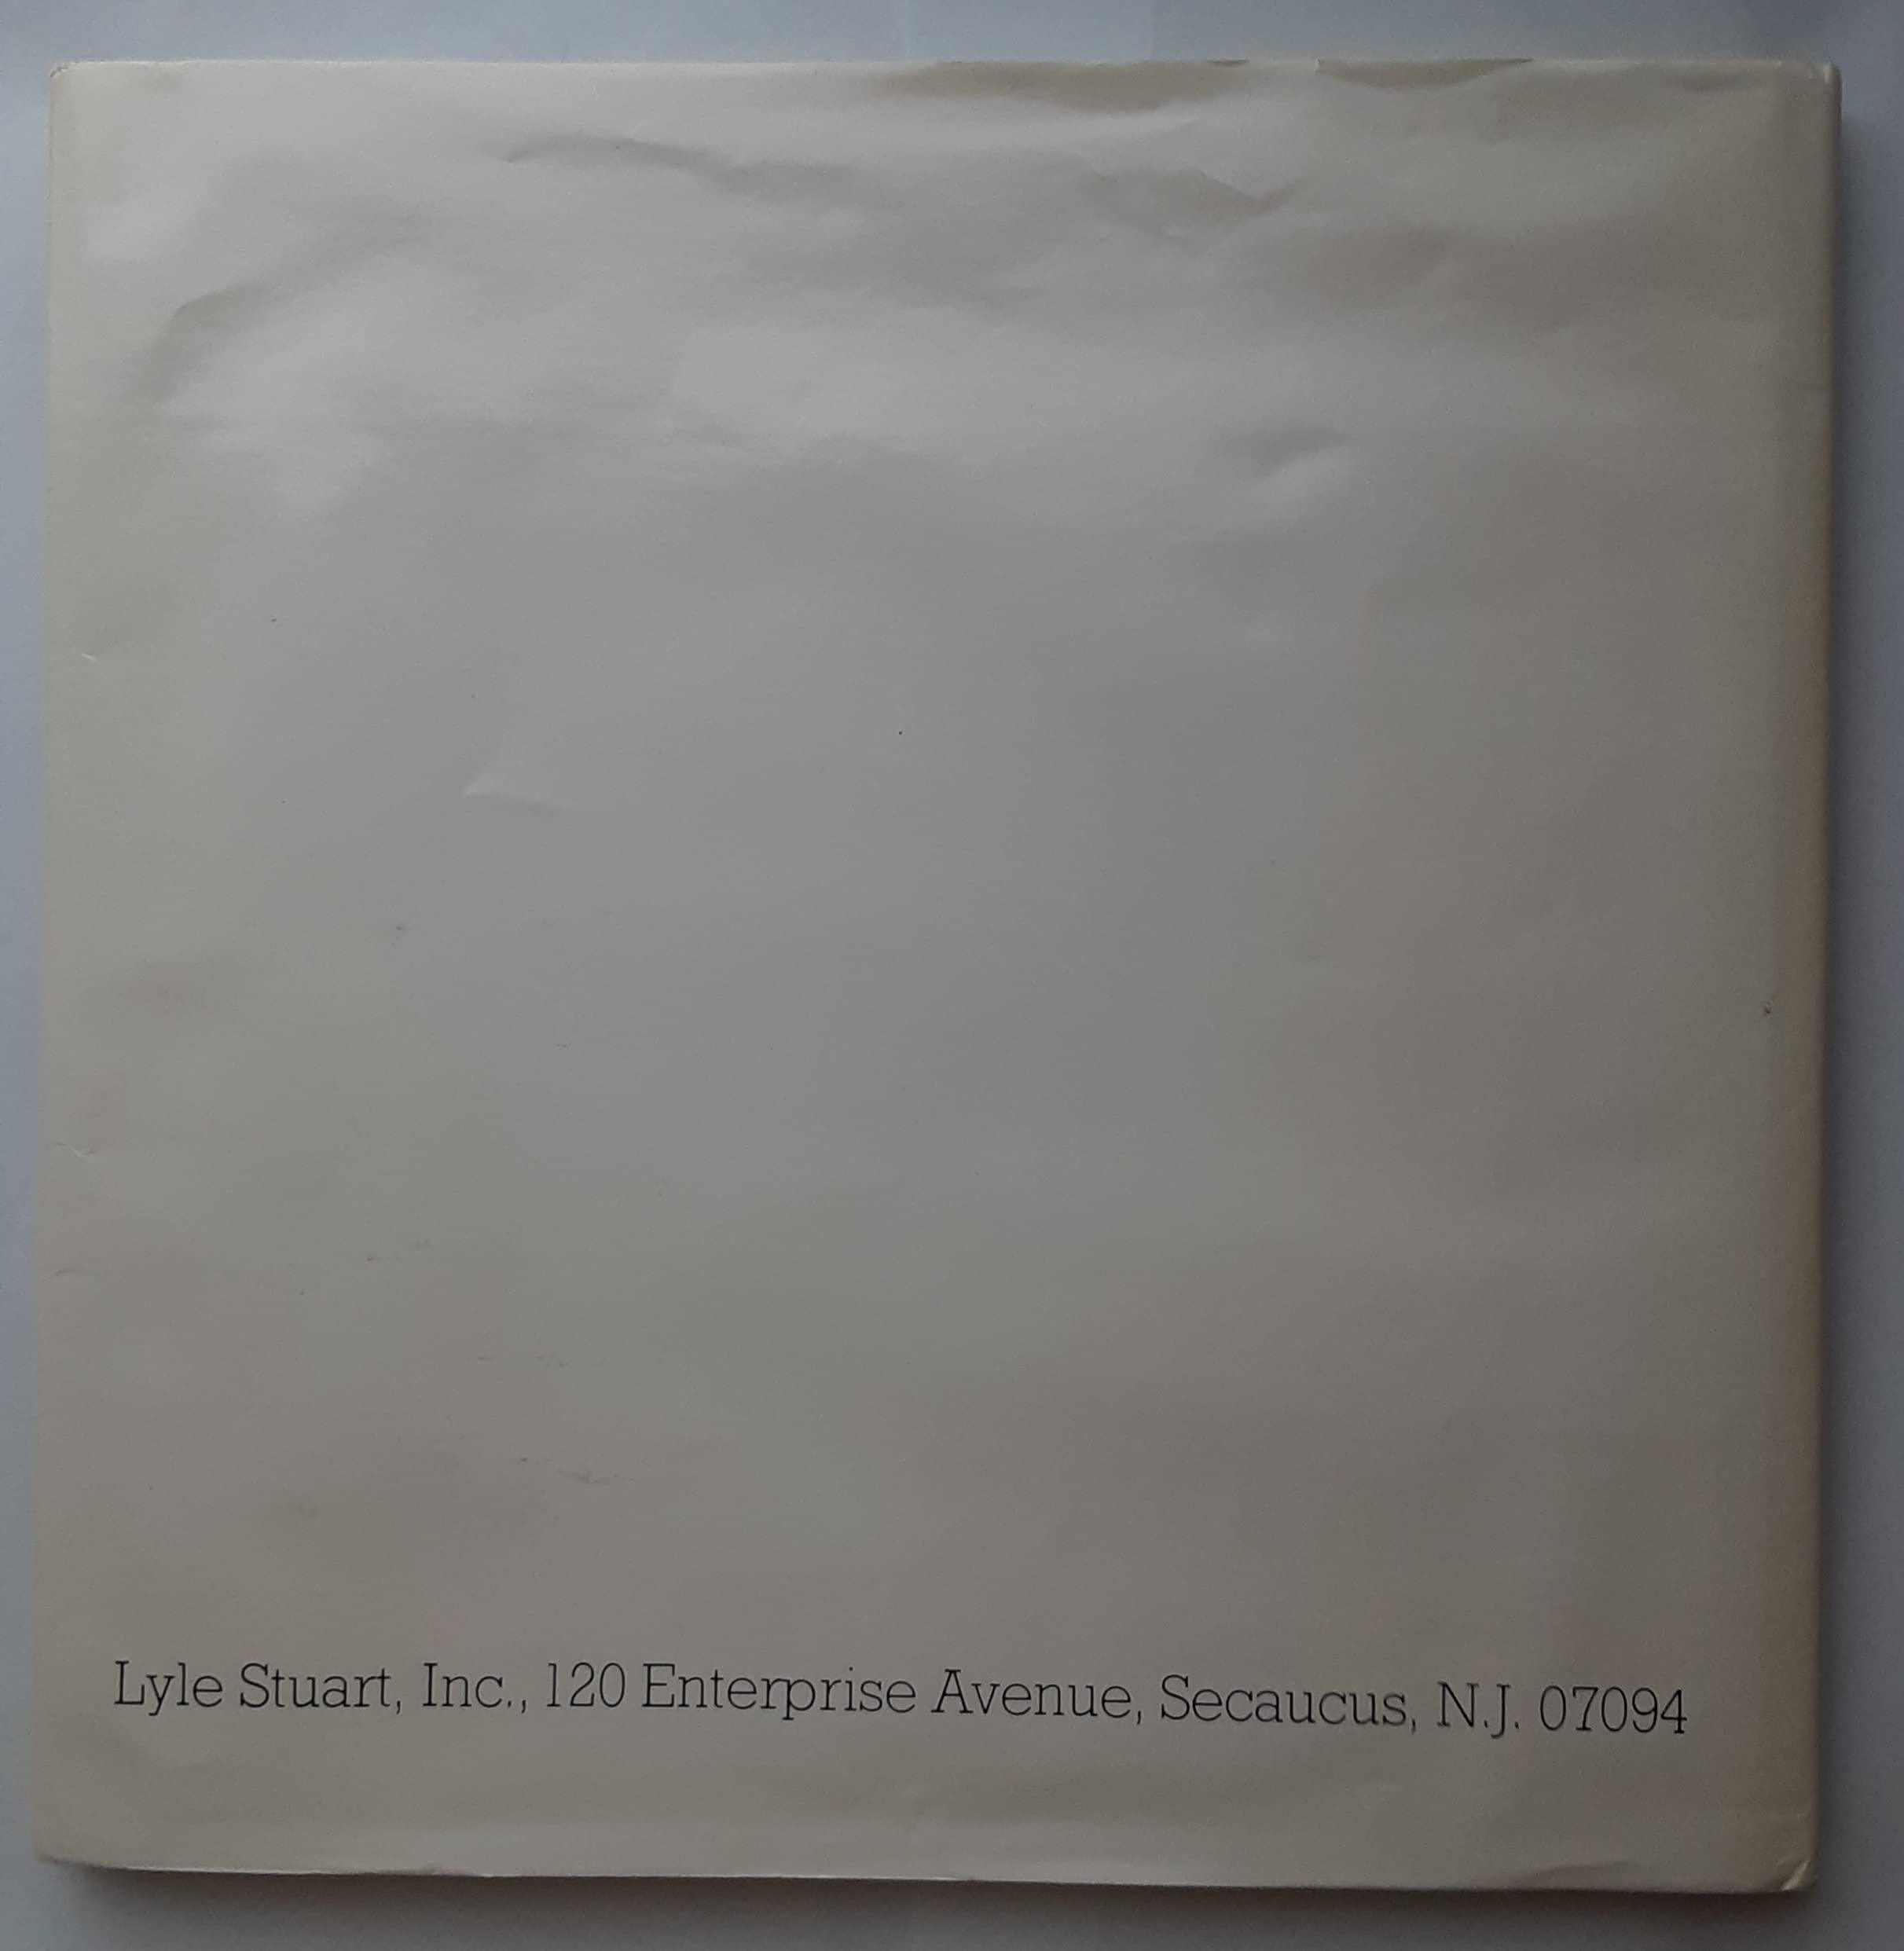 Lyle Stuart, Inc., 120 Enterprise Avenue, Secaucus, N.J. 07094